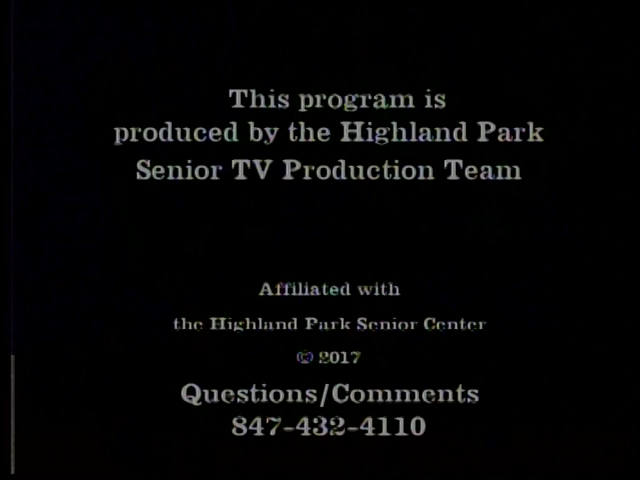 This program is
produced by the Highland Park
Senior TV Production Team
Affiliated with
the Highland Park Senior Center
© 2017
Questions/Comments
847-432-4110